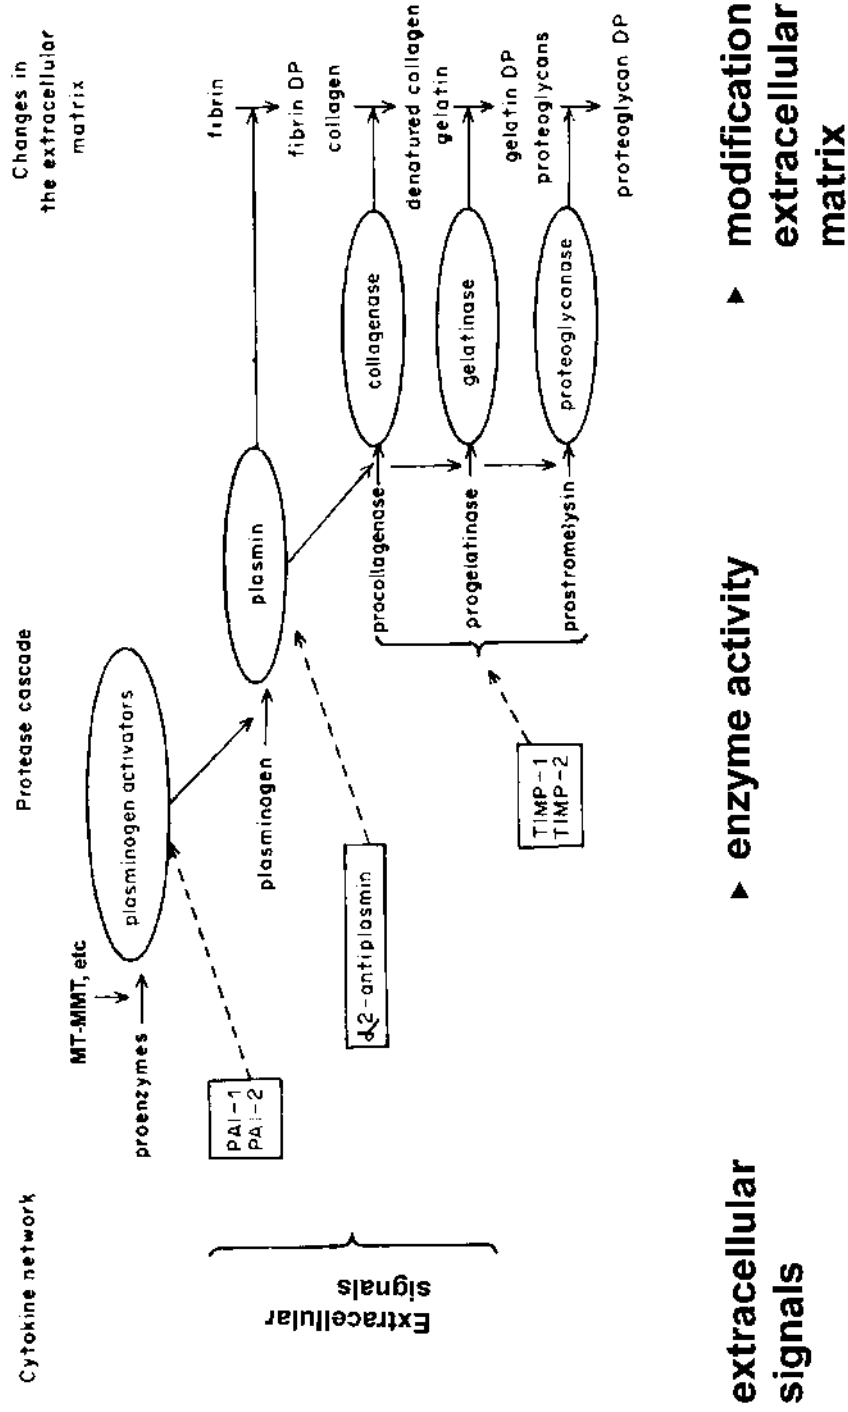 Cytokine network
Protease cascade
Changes in
the extracellular
matrix
MT-MMT, etc
proenzymes
plasminogen activators
PAI-1
PAI-2
plasminogen
plasmin
fibrin
fibrin DP
α2-antiplasmin
procollagenase
collagenase
collagen
denatured collagen
progelatinase
gelatinase
gelatin
gelatin DP
prostromelysin
proteoglycanase
proteoglycans
proteoglycan DP
TIMP-1
TIMP-2
Extracellular
signals
extracellular
signals
▸ enzyme activity
▸ modification
extracellular
matrix